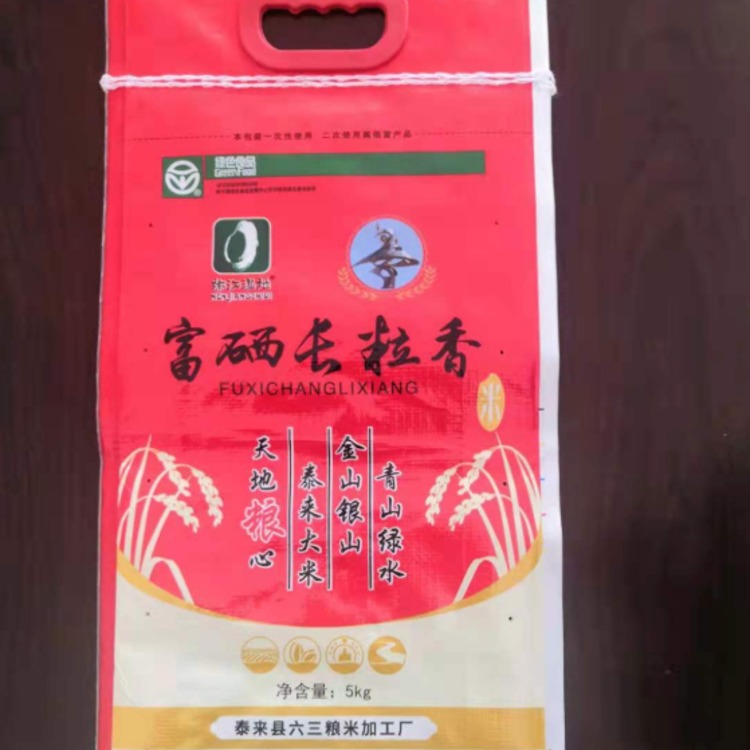 本包装一次性使用 二次使用属伪冒产品
绿色食品
Green Food
富硒长粒香
FUXICHANGLIXIANG
米
青山绿水
金山银山
泰来大米
天地粮心
净含量：5kg
泰来县六三粮米加工厂